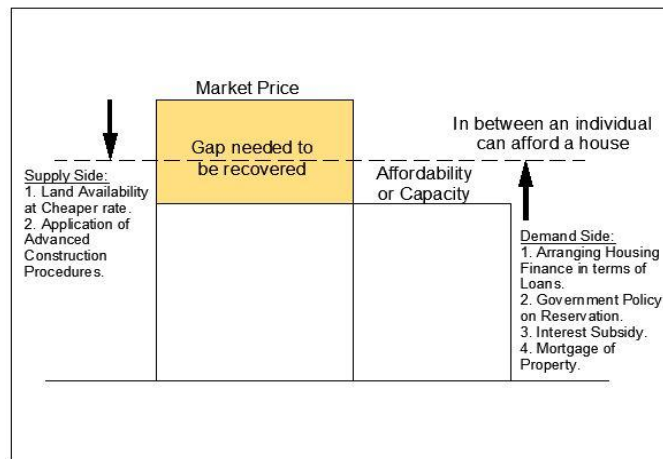 Market Price
Gap needed to
be recovered
In between an individual
can afford a house
Supply Side:
1. Land Availability
at Cheaper rate.
2. Application of
Advanced
Construction
Procedures.
Affordability
or Capacity
Demand Side:
1. Arranging Housing
Finance in terms of
Loans.
2. Government Policy
on Reservation.
3. Interest Subsidy.
4. Mortgage of
Property.